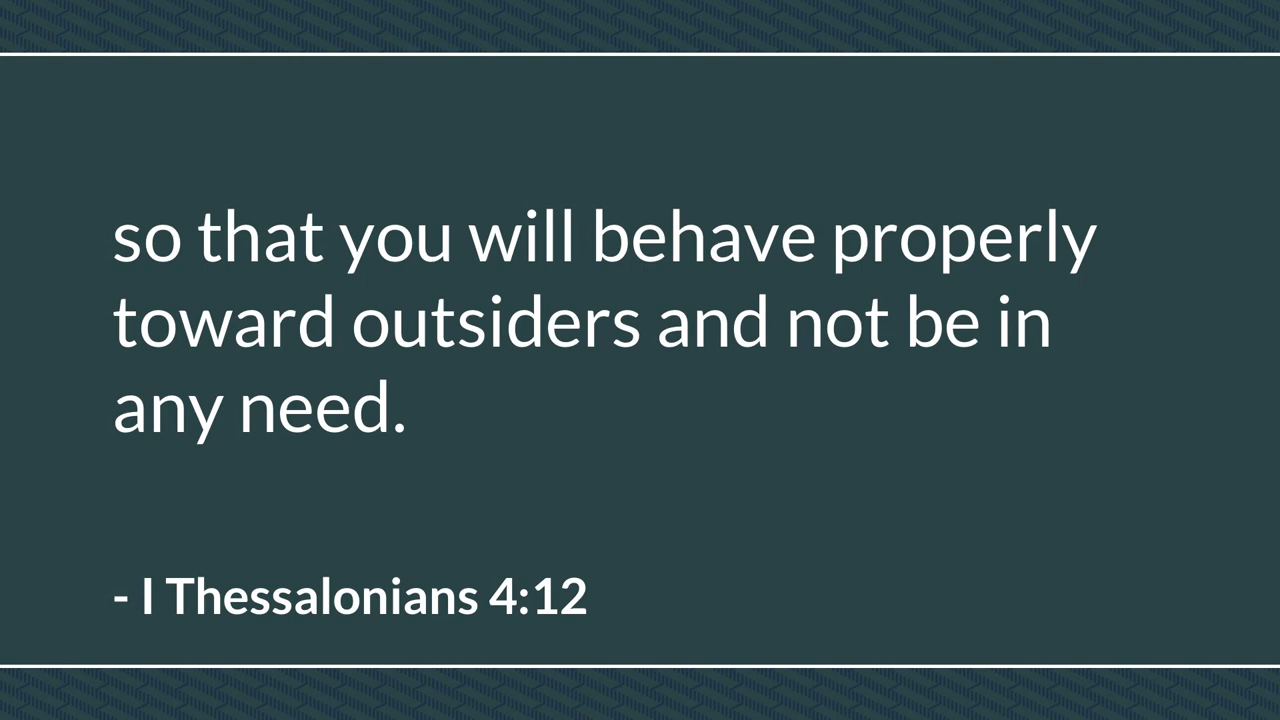 so that you will behave properly
toward outsiders and not be in
any need.
- I Thessalonians 4:12